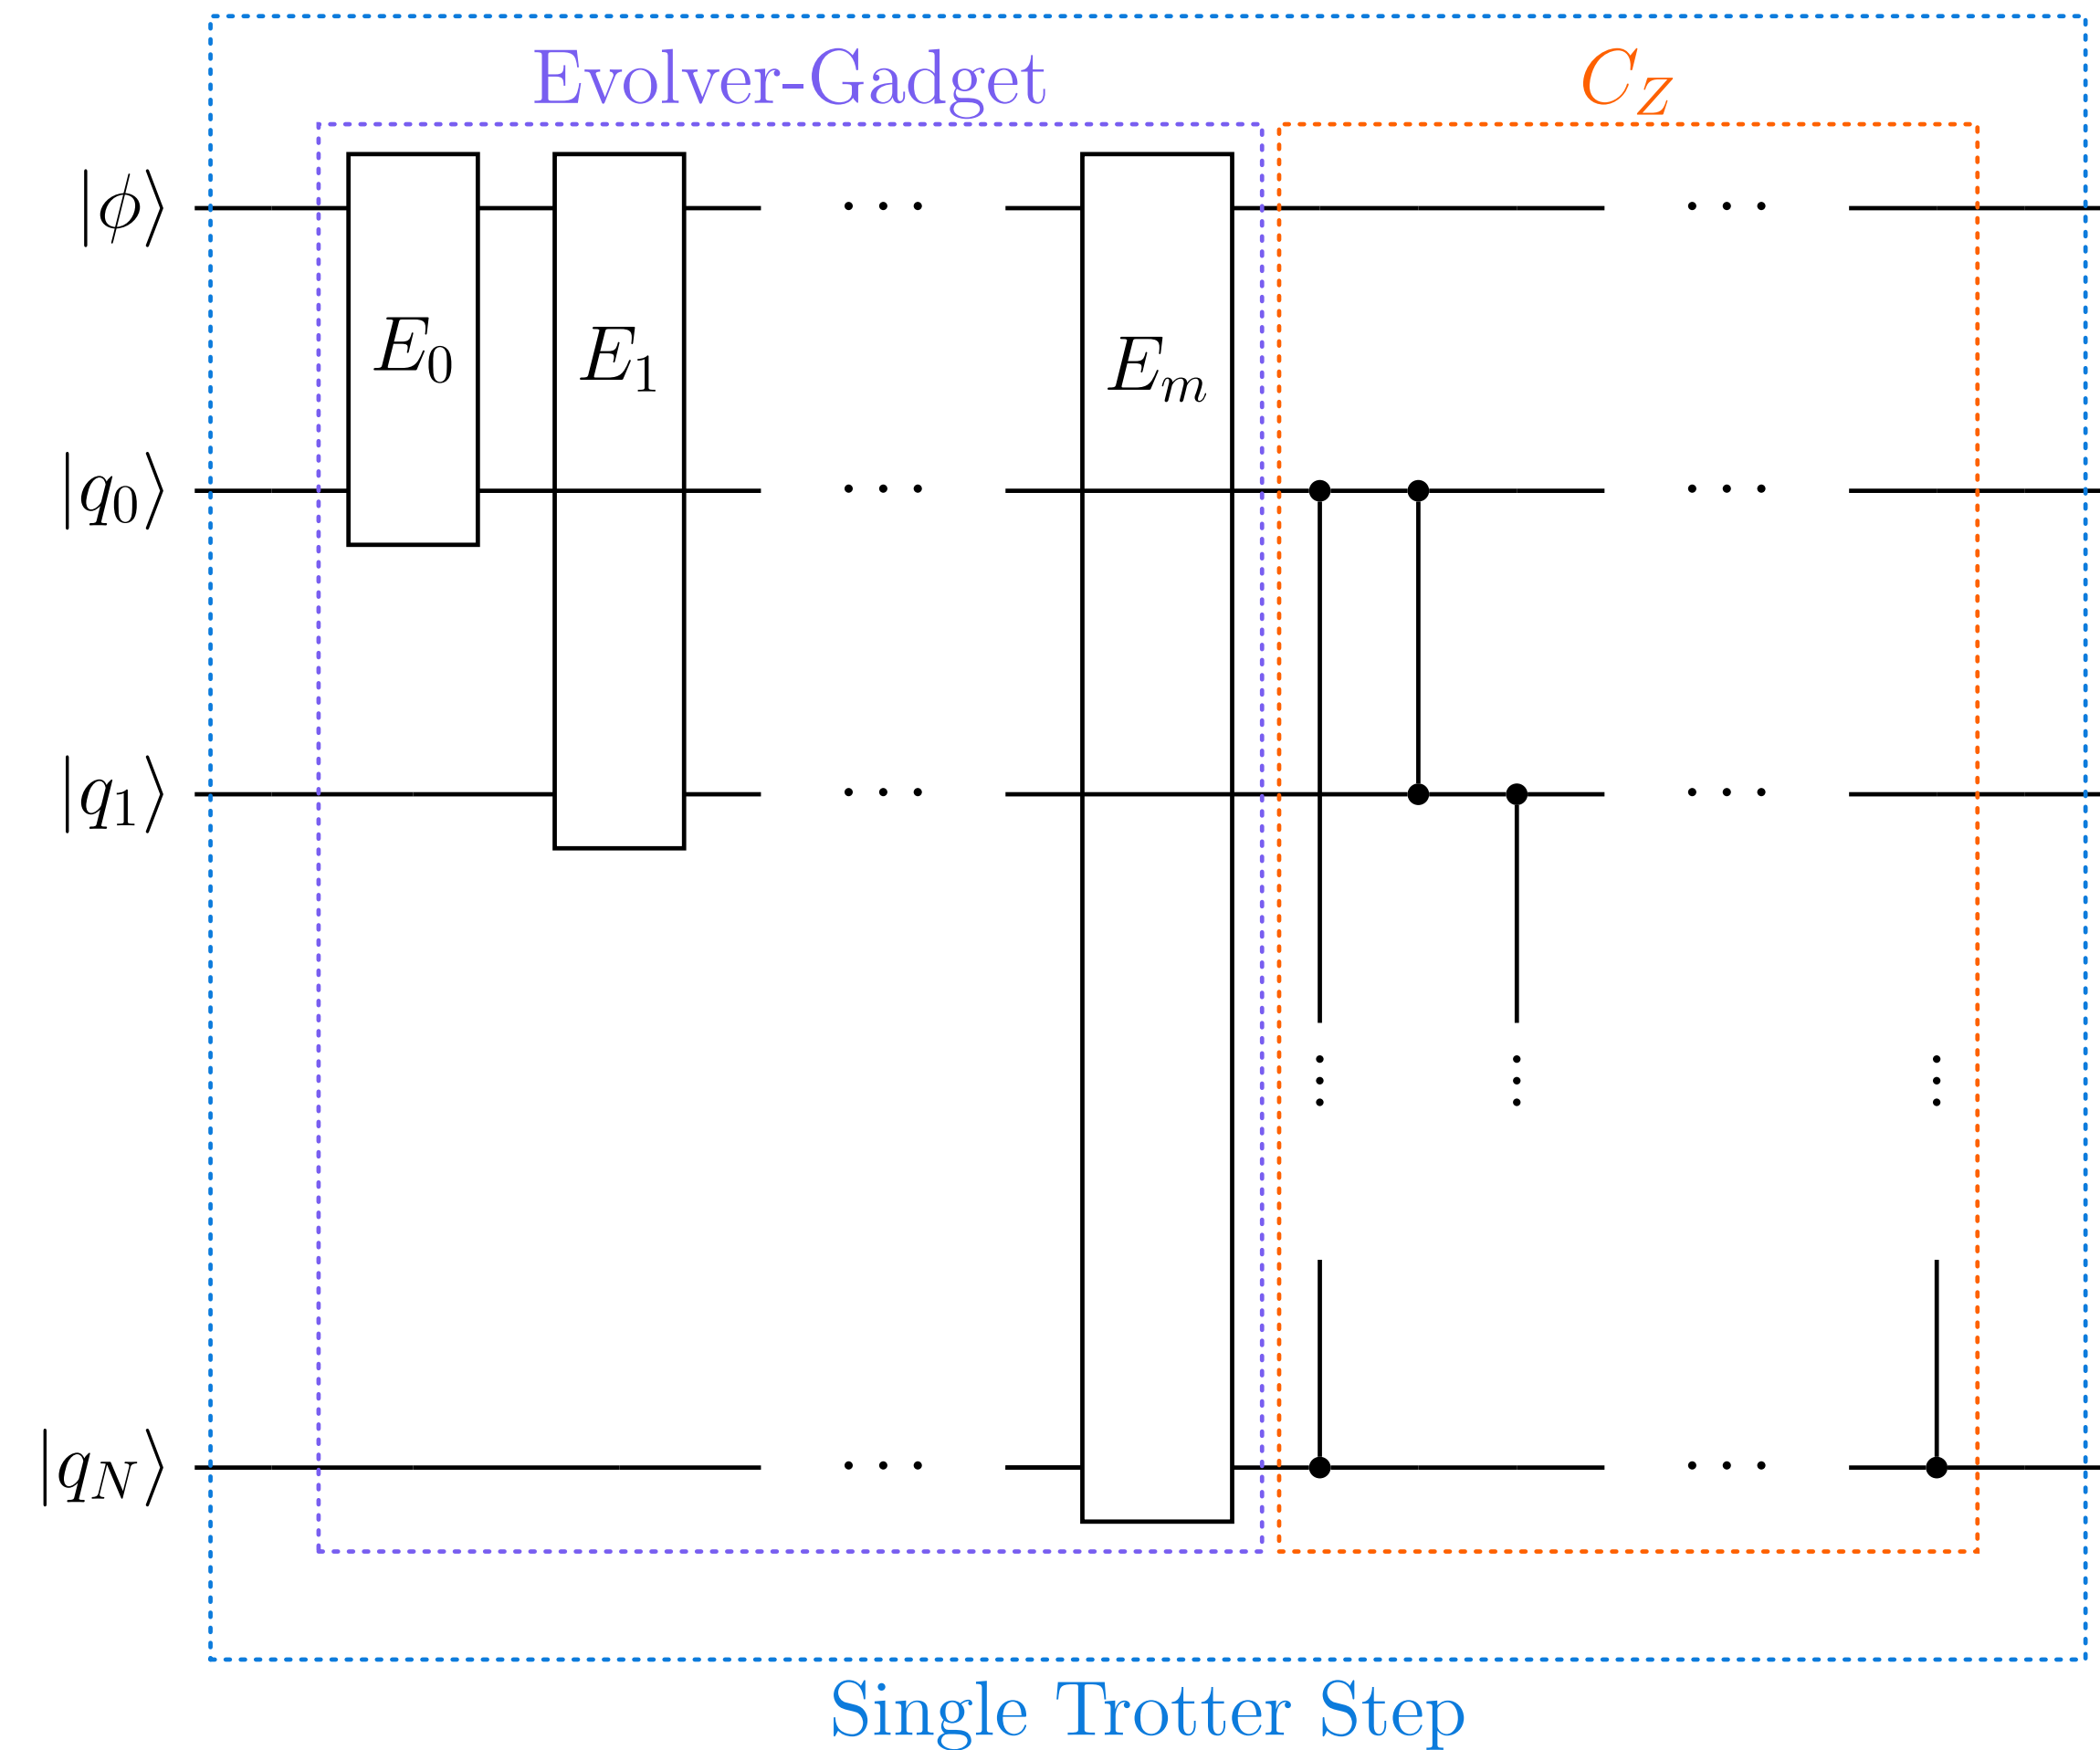 Evolver-Gadget
C_Z
|ϕ⟩
E_0
E_1
E_m
|q_0⟩
|q_1⟩
|q_N⟩
Single Trotter Step